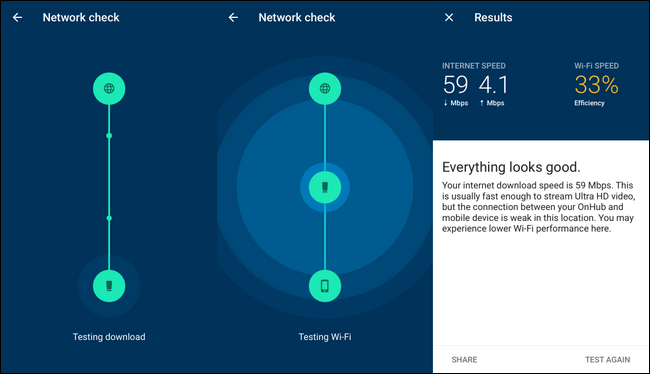 Network check
Testing download
Network check
Testing Wi-Fi
Results
INTERNET SPEED
59 4.1
↓ Mbps ↑ Mbps
Wi-Fi SPEED
33%
Efficiency
Everything looks good.
Your internet download speed is 59 Mbps. This
is usually fast enough to stream Ultra HD video,
but the connection between your OnHub and
mobile device is weak in this location. You may
experience lower Wi-Fi performance here.
SHARE
TEST AGAIN